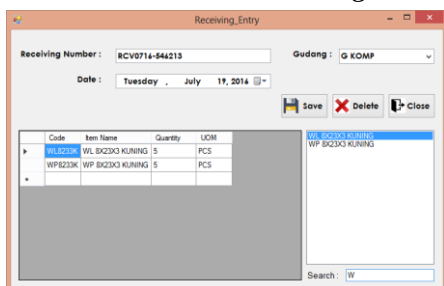 Receiving_Entry
Receiving Number : RCV0716-546213 Gudang : G KOMP
Date : Tuesday , July 19, 2016
Save Delete Close
Code Item Name Quantity UOM
WL8233K WL 8X23X3 KUNING 5 PCS
WP8233K WP 8X23X3 KUNING 5 PCS
WL 8X23X3 KUNING
WP 8X23X3 KUNING
Search : W